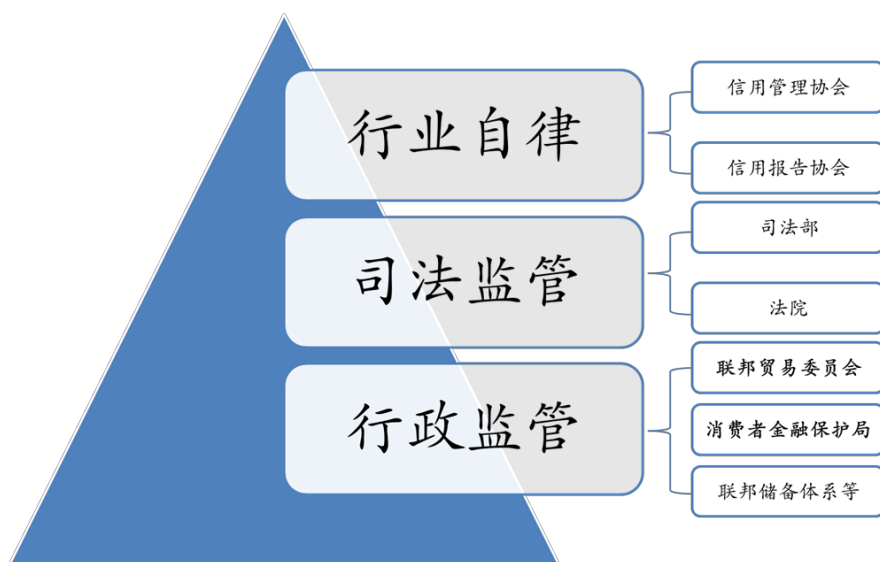 行业自律
信用管理协会
信用报告协会
司法监管
司法部
法院
行政监管
联邦贸易委员会
消费者金融保护局
联邦储备体系等